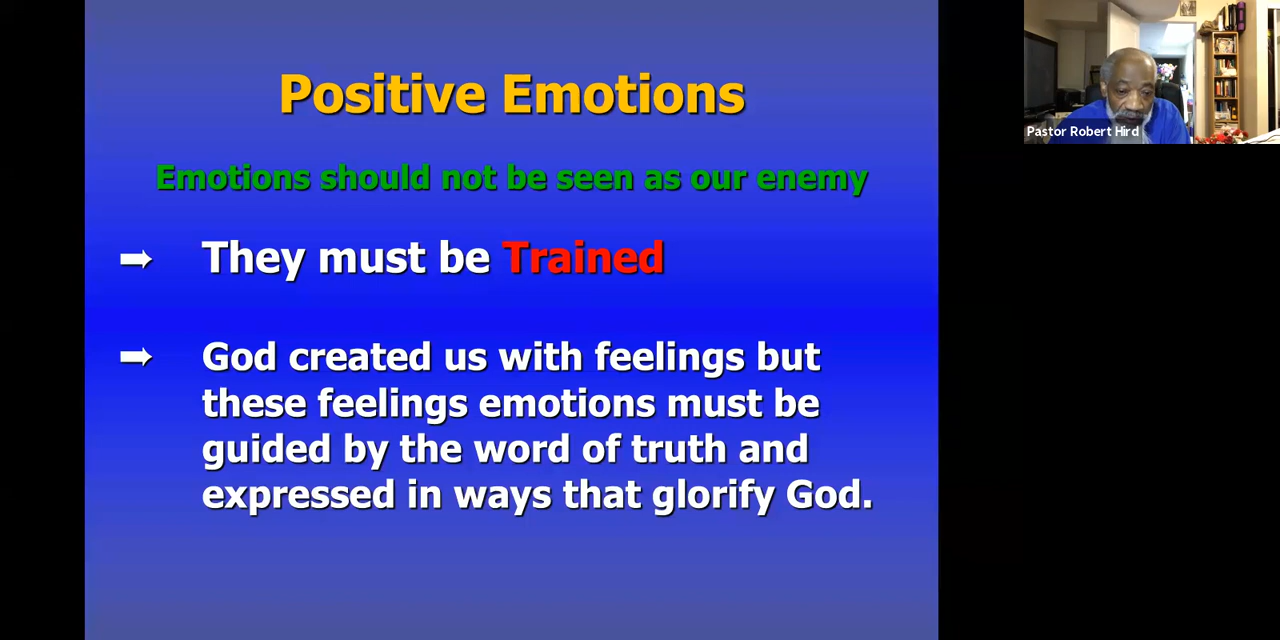 Positive Emotions
Emotions should not be seen as our enemy
➡ They must be Trained
➡ God created us with feelings but
these feelings emotions must be
guided by the word of truth and
expressed in ways that glorify God.
Pastor Robert Hird